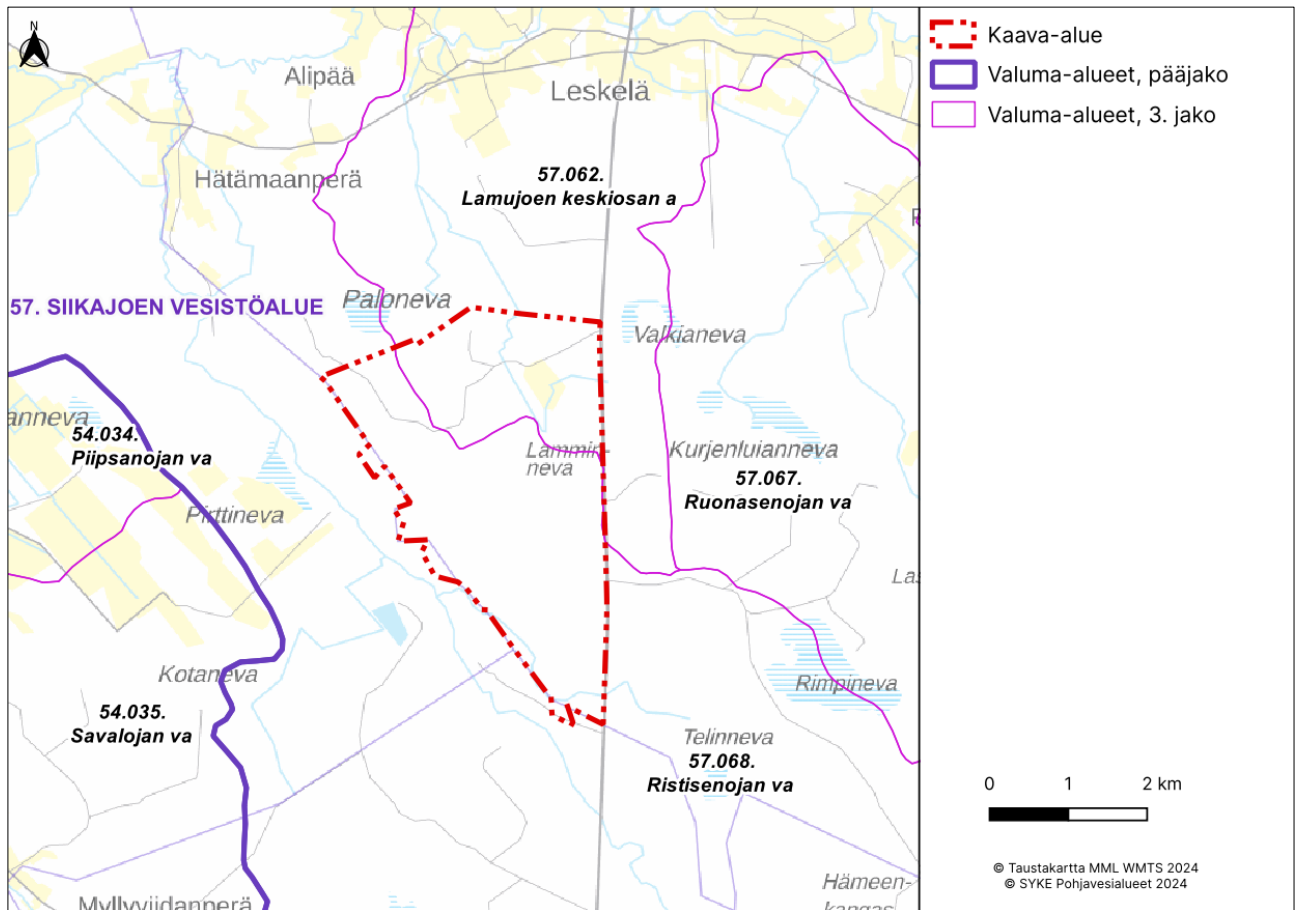 N
Alipää
Leskelä
Hätämaanperä
57.062.
Lamujoen keskiosan a
57. SIIKAJOEN VESISTÖALUE
Paloneva
Valkianeva
anneva
54.034.
Piipsanojan va
Lammin-
neva
Kurjenluianneva
57.067.
Ruonasenojan va
Pirttineva
Las
Kotaneva
Rimpineva
54.035.
Savalojan va
Telinneva
57.068.
Ristisenojan va
Hämeen-
kangas
Myllyviidanperä
Kaava-alue
Valuma-alueet, pääjako
Valuma-alueet, 3. jako
0 1 2 km
© Taustakartta MML WMTS 2024
© SYKE Pohjavesialueet 2024